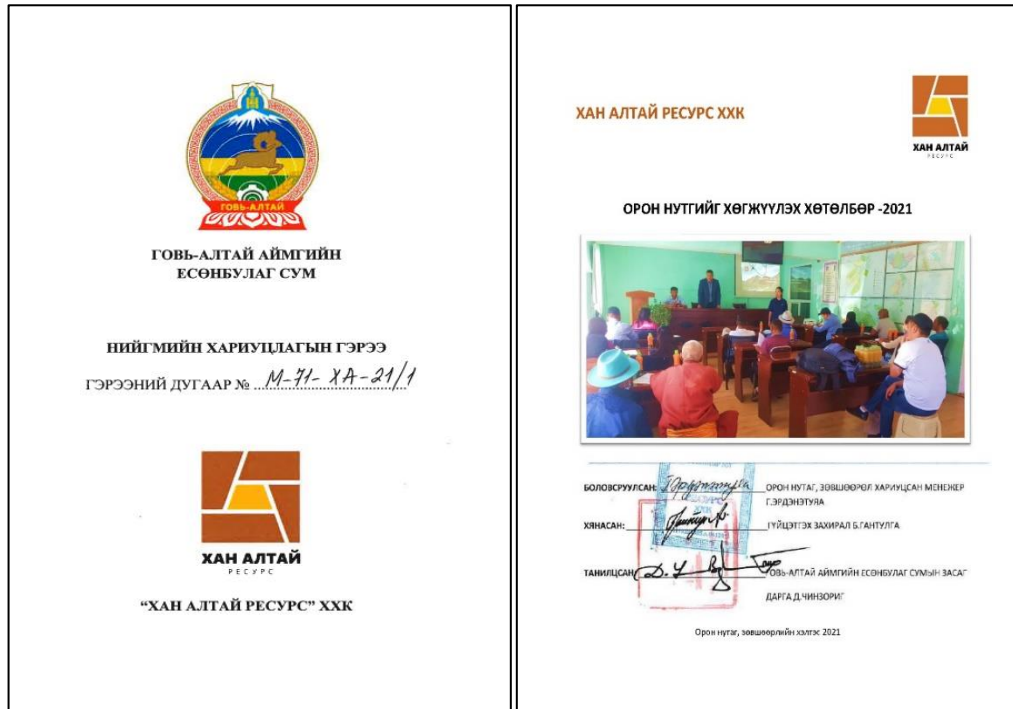 ГОВЬ-АЛТАЙ
ГОВЬ-АЛТАЙ АЙМГИЙН
ЕСӨНБУЛАГ СУМ
НИЙГМИЙН ХАРИУЦЛАГЫН ГЭРЭЭ
ГЭРЭЭНИЙ ДУГААР № М-71-ХА-21/1
ХАН АЛТАЙ
РЕСУРС
“ХАН АЛТАЙ РЕСУРС” ХХК
ХАН АЛТАЙ РЕСУРС ХХК
ХАН АЛТАЙ
РЕСУРС
ОРОН НУТГИЙГ ХӨГЖҮҮЛЭХ ХӨТӨЛБӨР -2021
БОЛОВСРУУЛСАН: ОРОН НУТАГ, ЗӨВШӨӨРӨЛ ХАРИУЦСАН МЕНЕЖЕР
Г.ЭРДЭНЭТУЯА
ХЯНАСАН: ГҮЙЦЭТГЭХ ЗАХИРАЛ Б.ГАНТУЛГА
ТАНИЛЦСАН: ГОВЬ-АЛТАЙ АЙМГИЙН ЕСӨНБУЛАГ СУМЫН ЗАСАГ
ДАРГА Д.ЧИНЗОРИГ
Орон нутаг, зөвшөөрлийн хэлтэс 2021